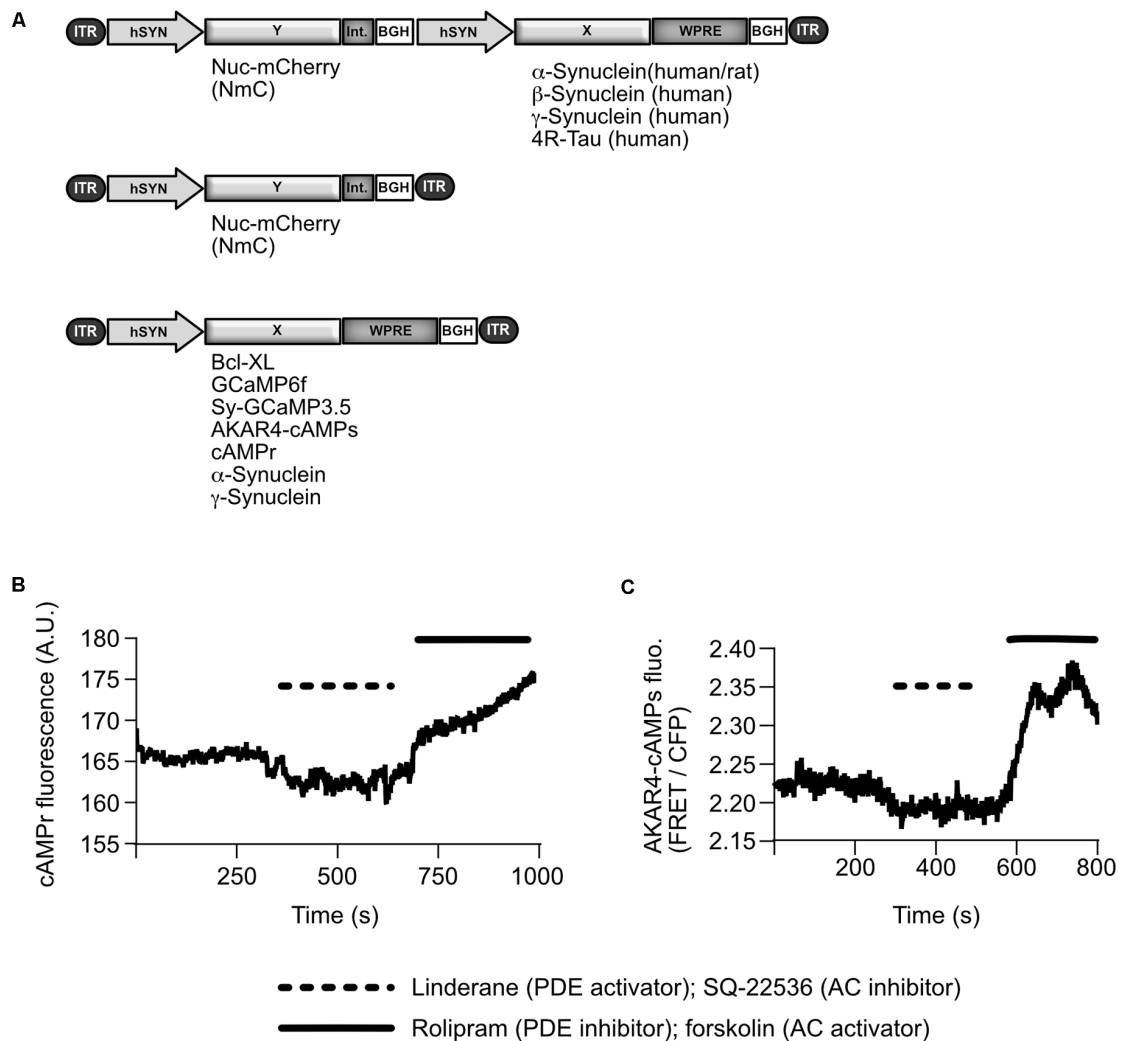 A
ITR hSYN Y Int. BGH hSYN X WPRE BGH ITR
Nuc-mCherry
(NmC)
α-Synuclein(human/rat)
β-Synuclein (human)
γ-Synuclein (human)
4R-Tau (human)
ITR hSYN Y Int. BGH ITR
Nuc-mCherry
(NmC)
ITR hSYN X WPRE BGH ITR
Bcl-XL
GCaMP6f
Sy-GCaMP3.5
AKAR4-cAMPs
cAMPr
α-Synuclein
γ-Synuclein
B
cAMPr fluorescence (A.U.)
180
175
170
165
160
155
250 500 750 1000
Time (s)
C
AKAR4-cAMPs fluo.
(FRET / CFP)
2.40
2.35
2.30
2.25
2.20
2.15
200 400 600 800
Time (s)
Linderane (PDE activator); SQ-22536 (AC inhibitor)
Rolipram (PDE inhibitor); forskolin (AC activator)